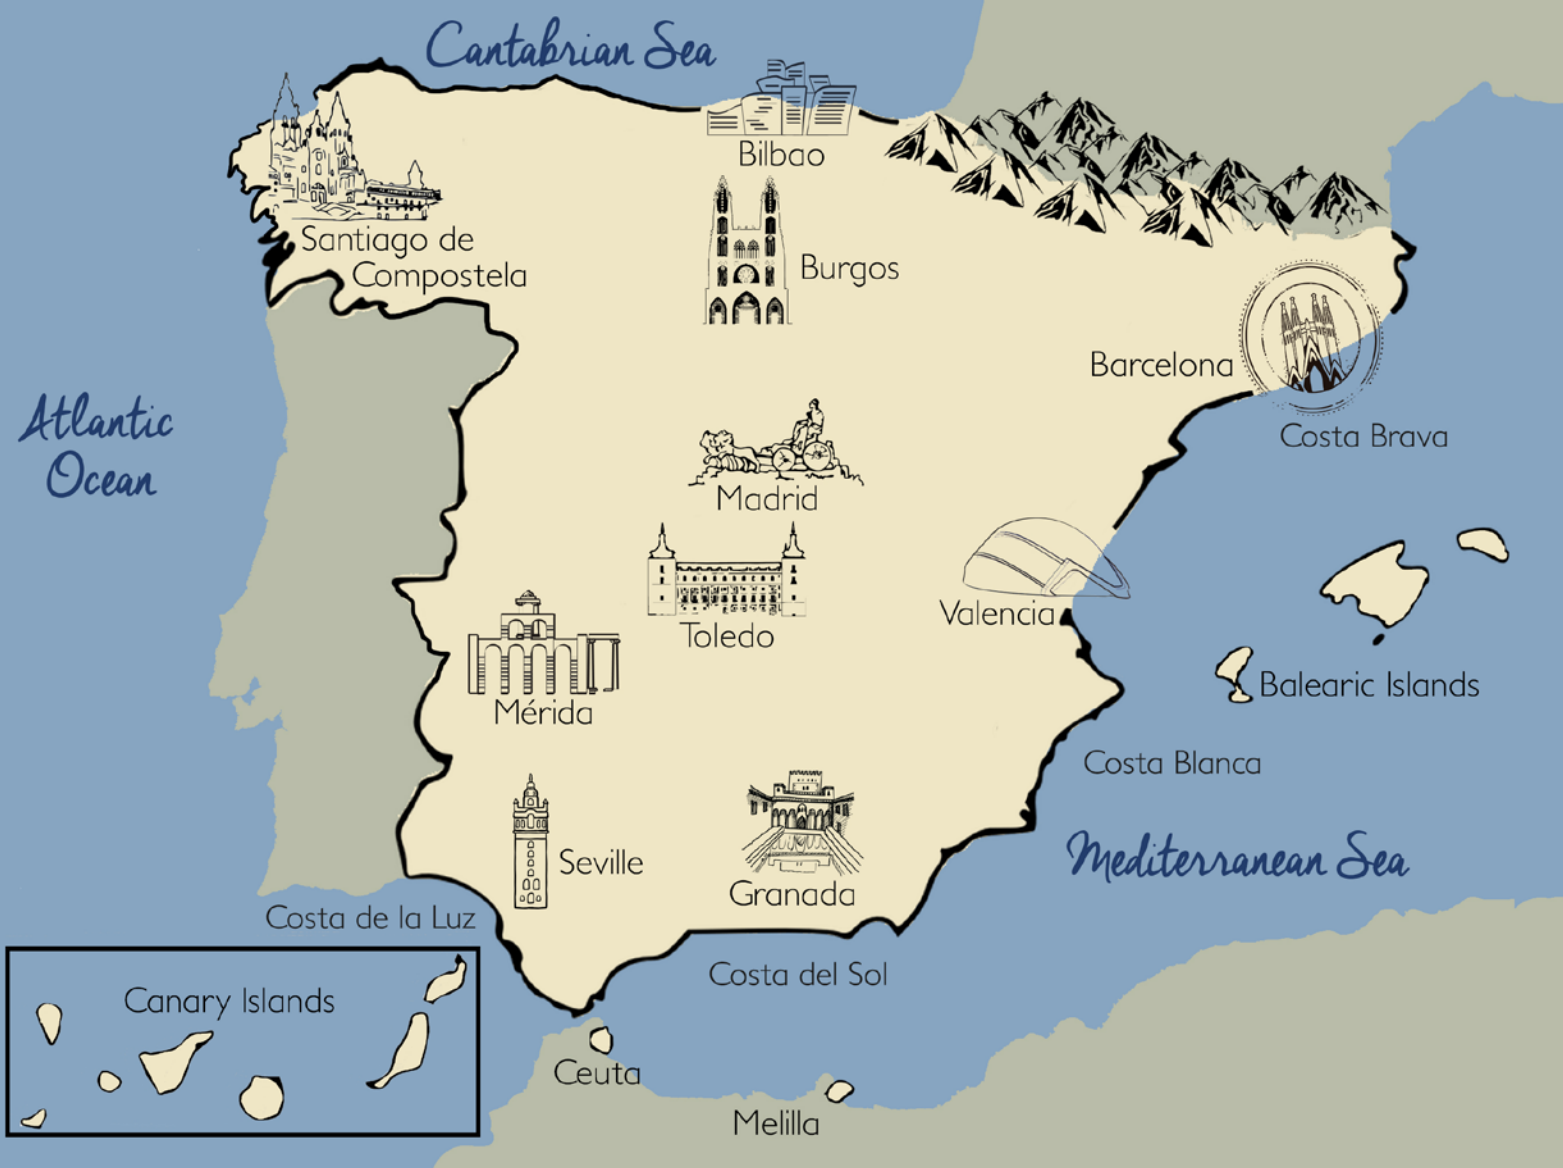 Cantabrian Sea
Bilbao
Santiago de
Compostela
Burgos
Barcelona
Atlantic
Ocean
Costa Brava
Madrid
Valencia
Toledo
Balearic Islands
Mérida
Costa Blanca
Mediterranean Sea
Seville
Granada
Costa de la Luz
Costa del Sol
Canary Islands
Ceuta
Melilla